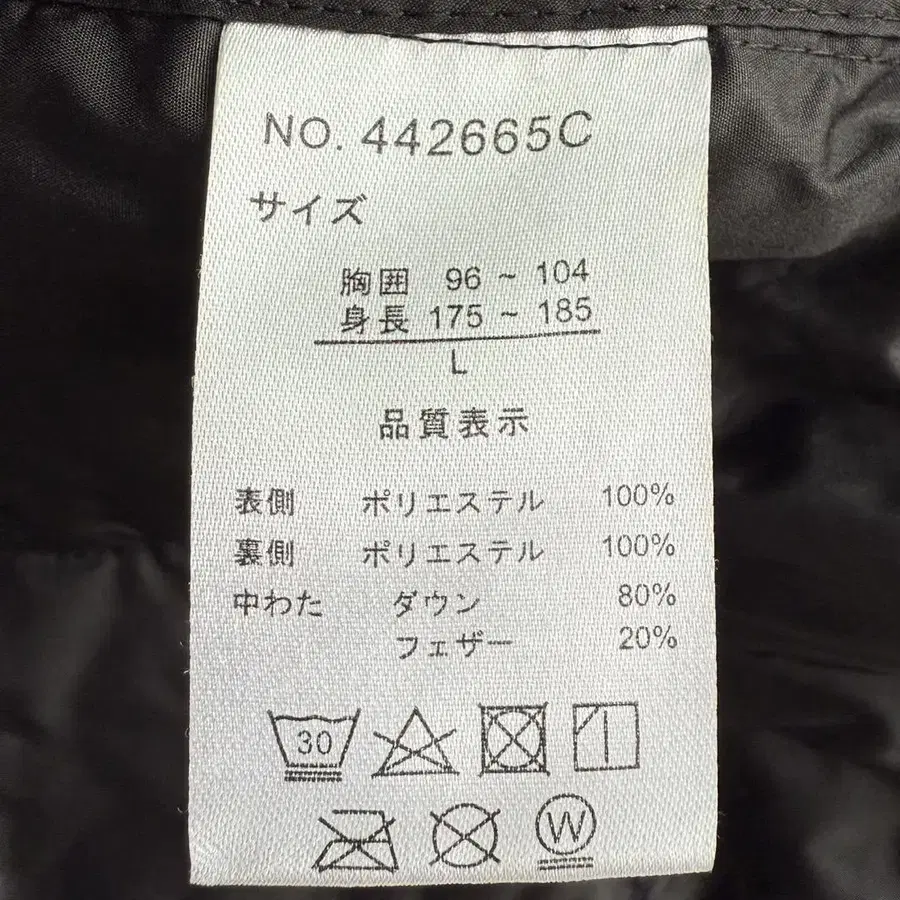 NO. 442665C
サイズ
胸囲 96 ~ 104
身長 175 ~ 185
L
品質表示
表側 ポリエステル 100%
裏側 ポリエステル 100%
中わた ダウン 80%
フェザー 20%
30
W